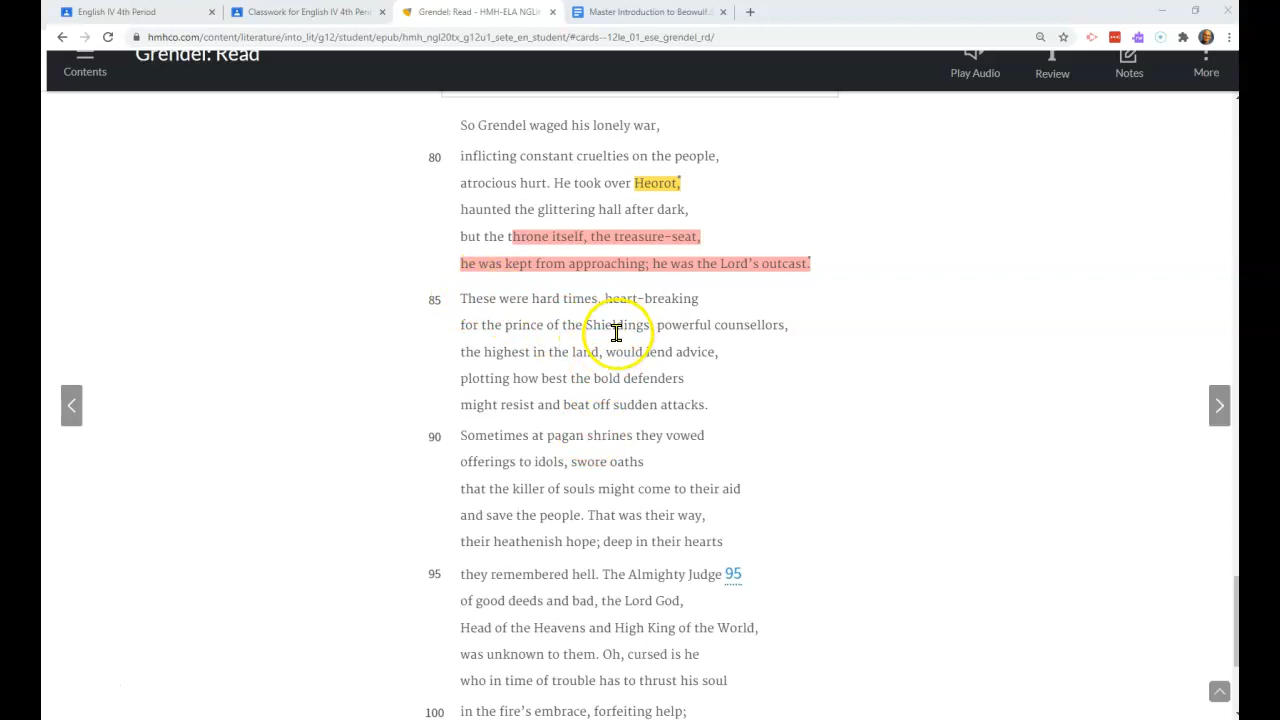 English IV 4th Period
Classwork for English IV 4th Peri
Grendel: Read - HMH-ELA NGLin
Master Introduction to Beowulf.
hmhco.com/content/literature/into_lit/g12/student/epub/hmh_ngl20tx_g12u1_sete_en_student/#cards--12le_01_ese_grendel_rd/
Contents
Grendel: Read
Play Audio
Review
Notes
More
So Grendel waged his lonely war,
80 inflicting constant cruelties on the people,
atrocious hurt. He took over Heorot,*
haunted the glittering hall after dark,
but the throne itself, the treasure-seat,
he was kept from approaching; he was the Lord's outcast.*
85 These were hard times, heart-breaking
for the prince of the Shieldings; powerful counsellors,
the highest in the land, would lend advice,
plotting how best the bold defenders
might resist and beat off sudden attacks.
90 Sometimes at pagan shrines they vowed
offerings to idols, swore oaths
that the killer of souls might come to their aid
and save the people. That was their way,
their heathenish hope; deep in their hearts
95 they remembered hell. The Almighty Judge 95
of good deeds and bad, the Lord God,
Head of the Heavens and High King of the World,
was unknown to them. Oh, cursed is he
who in time of trouble has to thrust his soul
100 in the fire's embrace, forfeiting help;